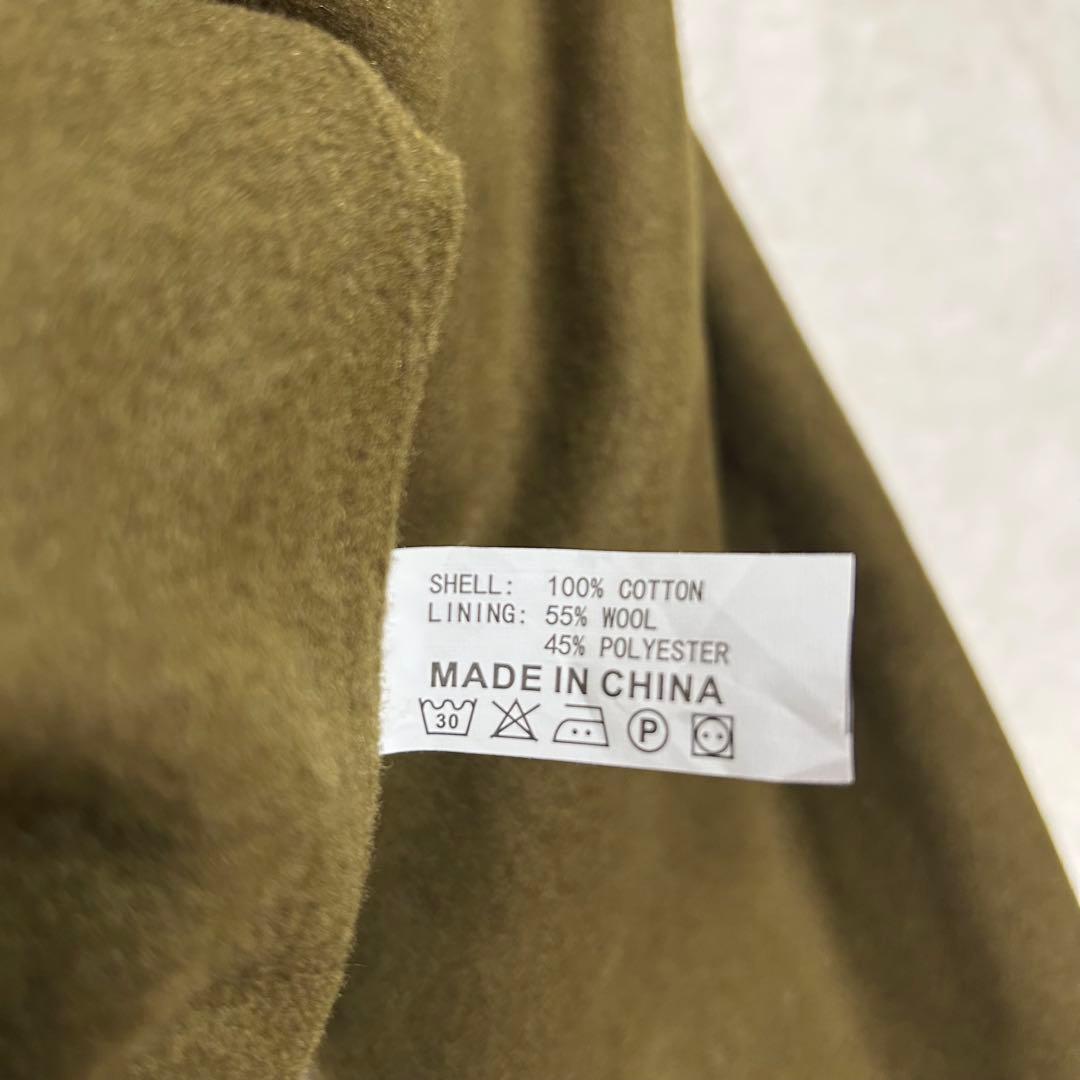 SHELL: 100% COTTON
LINING: 55% WOOL
45% POLYESTER
MADE IN CHINA
30 P